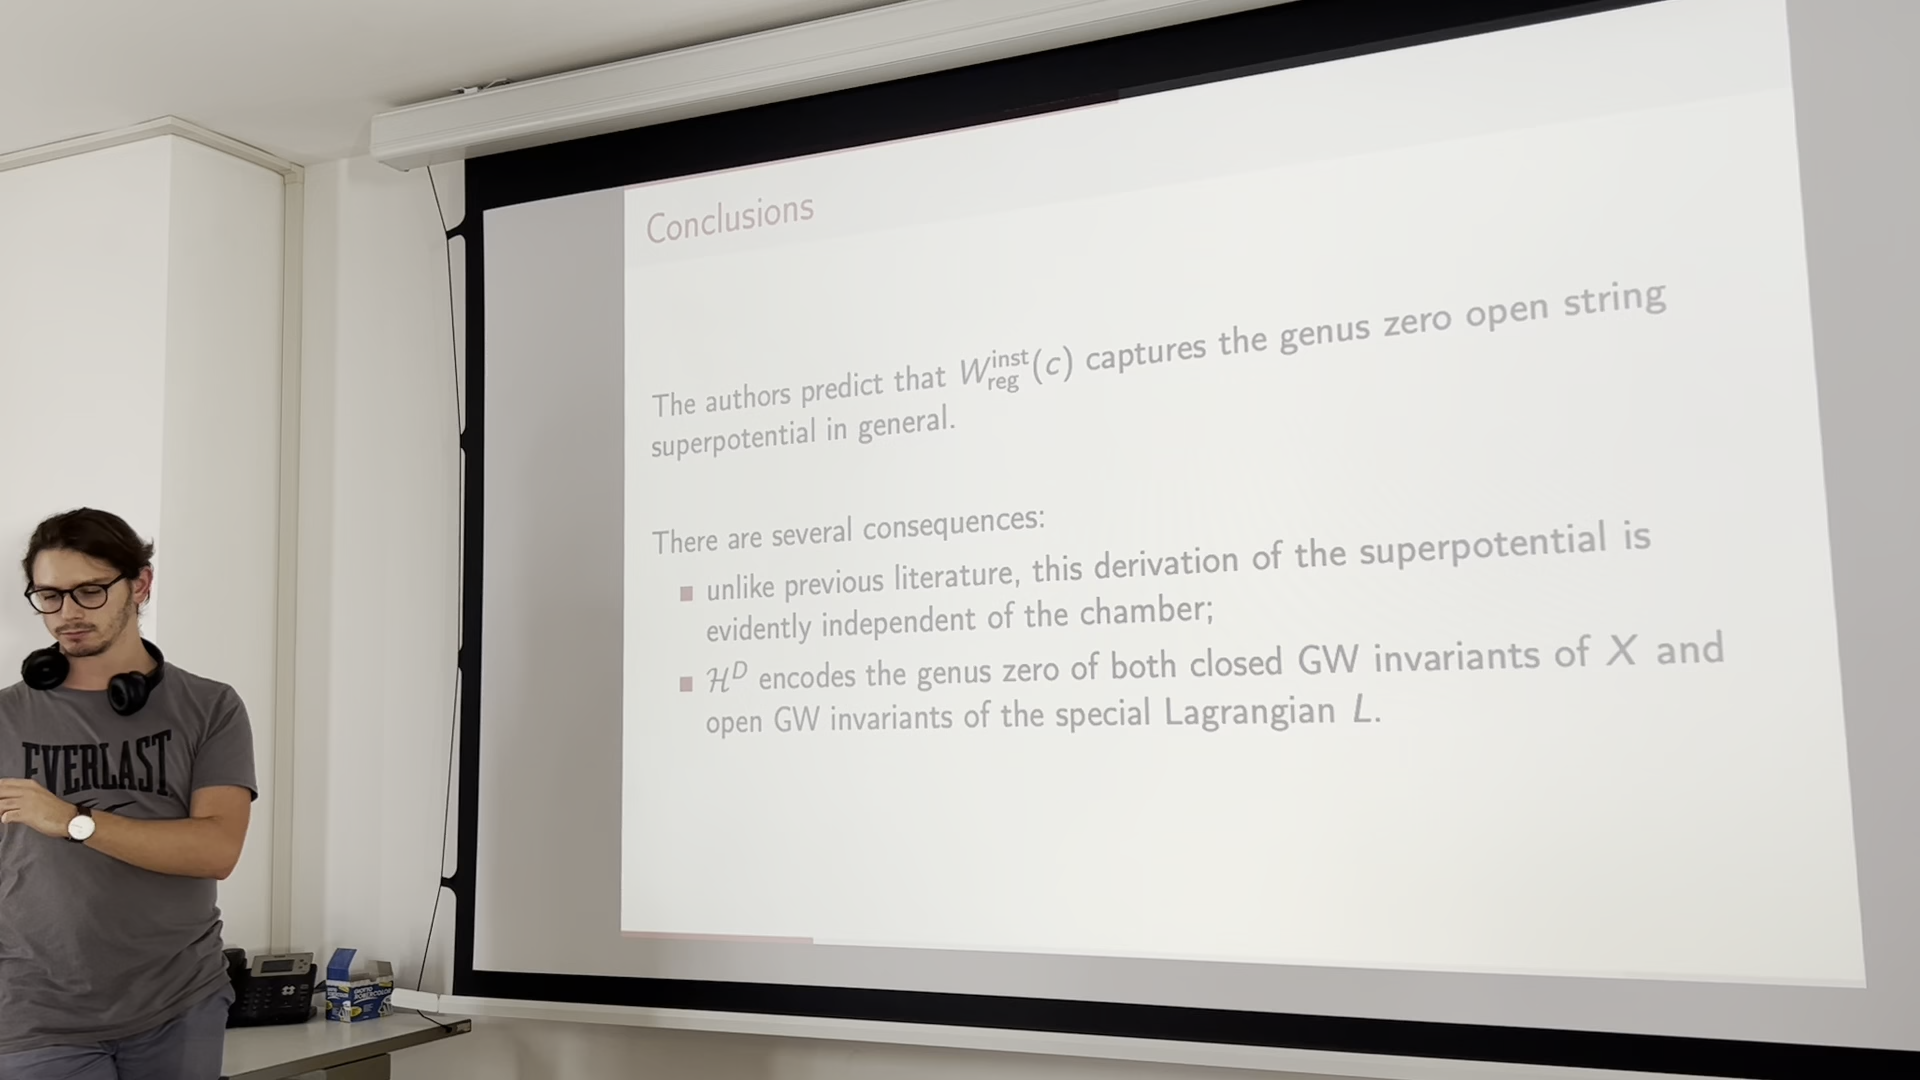 Conclusions
The authors predict that $W_{\text{reg}}^{\text{inst}}(c)$ captures the genus zero open string
superpotential in general.
There are several consequences:
unlike previous literature, this derivation of the superpotential is
evidently independent of the chamber;
$\mathcal{H}^D$ encodes the genus zero of both closed GW invariants of $X$ and
open GW invariants of the special Lagrangian $L$.
EVERLAST